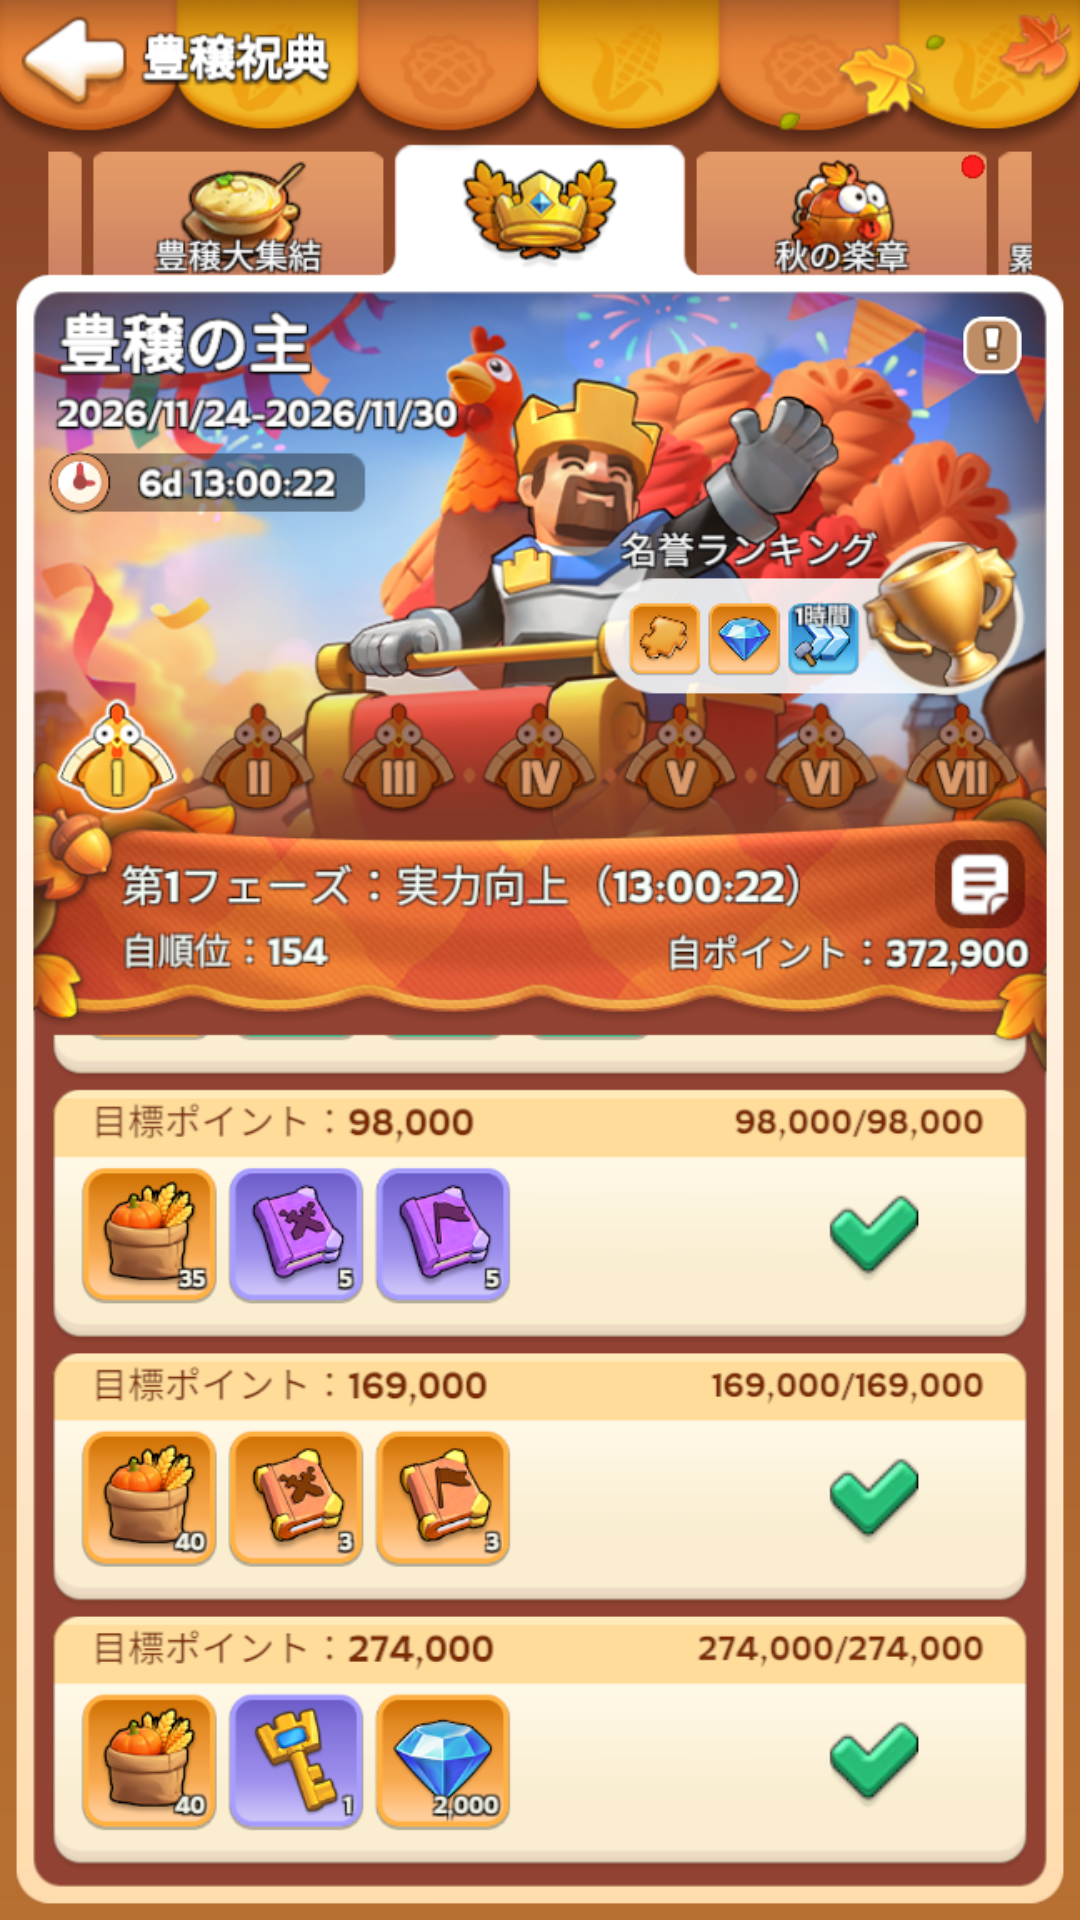 豊穣祝典
豊穣大集結
秋の楽章
豊穣の主
2026/11/24-2026/11/30
6d 13:00:22
名誉ランキング
1時間
I II III IV V VI VII
第1フェーズ：実力向上（13:00:22）
自順位：154
自ポイント：372,900
目標ポイント：98,000 98,000/98,000
35 5 5
目標ポイント：169,000 169,000/169,000
40 3 3
目標ポイント：274,000 274,000/274,000
40 1 2,000